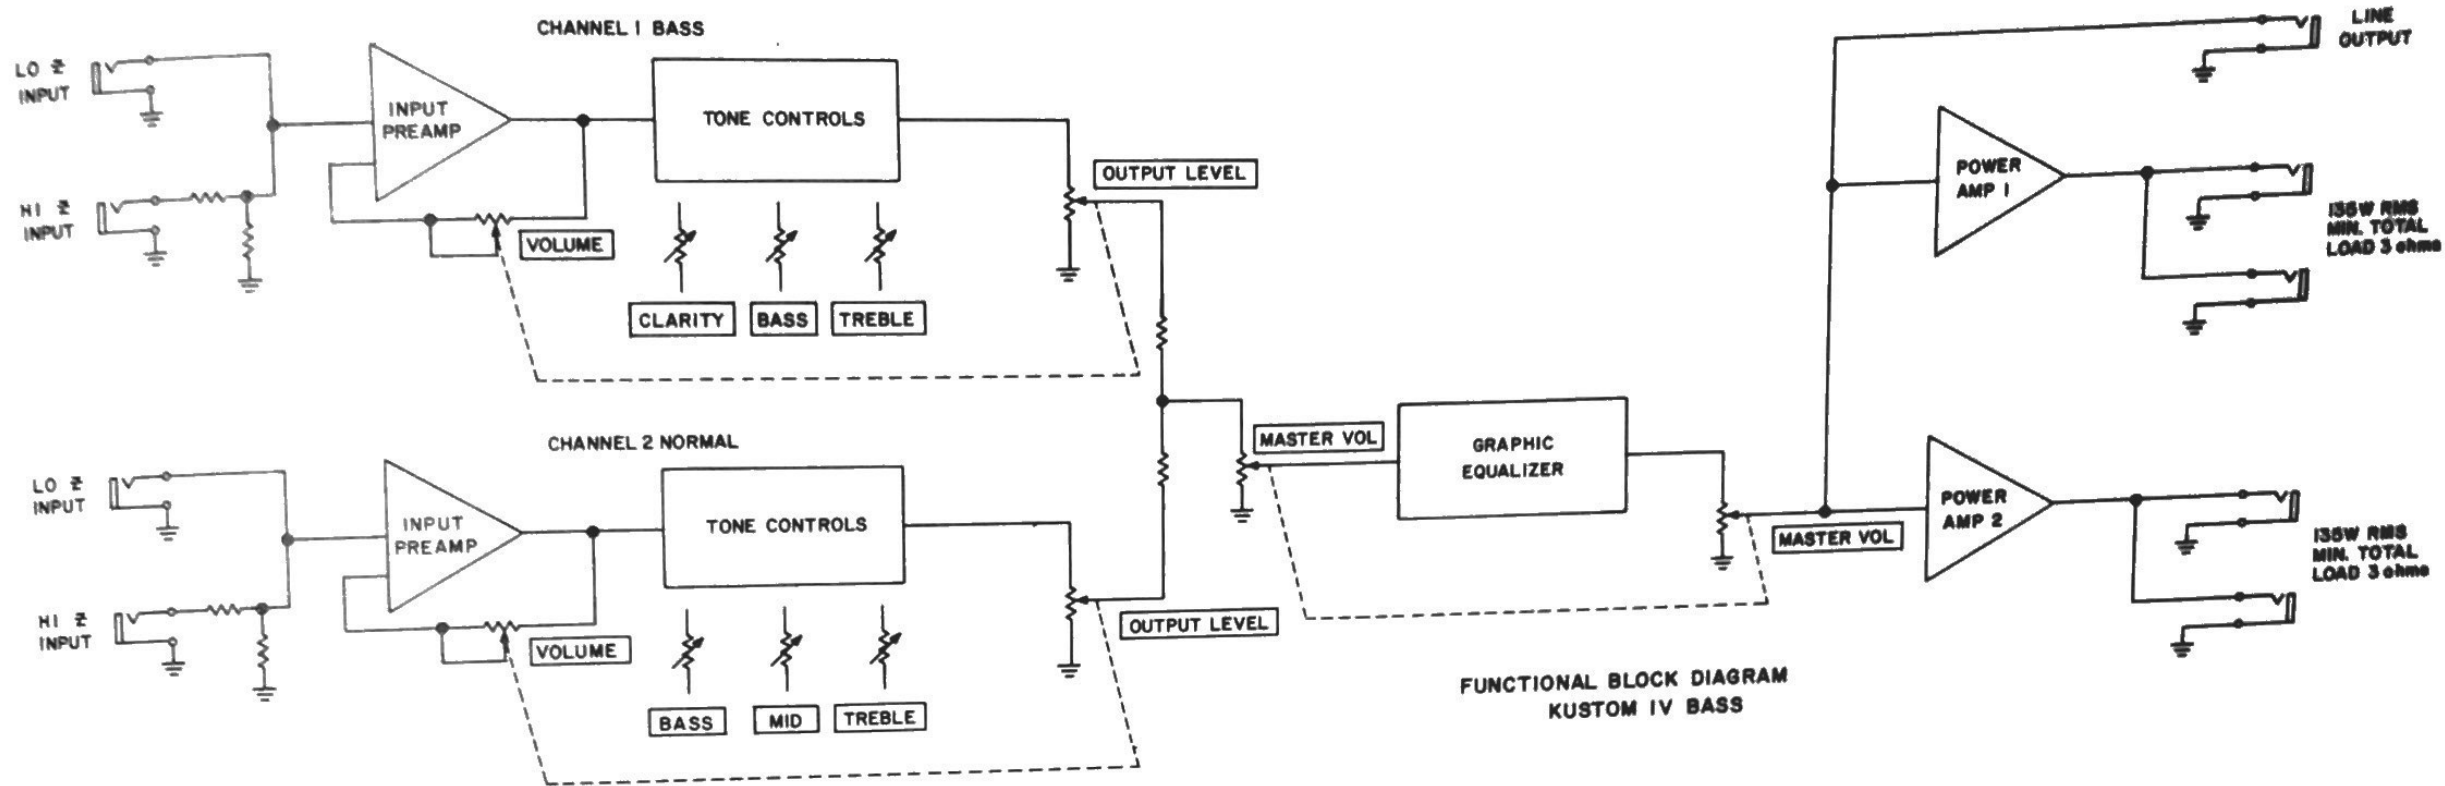 CHANNEL 1 BASS
LO Z
INPUT
HI Z
INPUT
INPUT
PREAMP
VOLUME
TONE CONTROLS
CLARITY
BASS
TREBLE
OUTPUT LEVEL
CHANNEL 2 NORMAL
LO Z
INPUT
HI Z
INPUT
INPUT
PREAMP
VOLUME
TONE CONTROLS
BASS
MID
TREBLE
OUTPUT LEVEL
MASTER VOL
GRAPHIC
EQUALIZER
MASTER VOL
LINE
OUTPUT
POWER
AMP 1
135W RMS
MIN. TOTAL
LOAD 3 ohms
POWER
AMP 2
135W RMS
MIN. TOTAL
LOAD 3 ohms
FUNCTIONAL BLOCK DIAGRAM
KUSTOM IV BASS